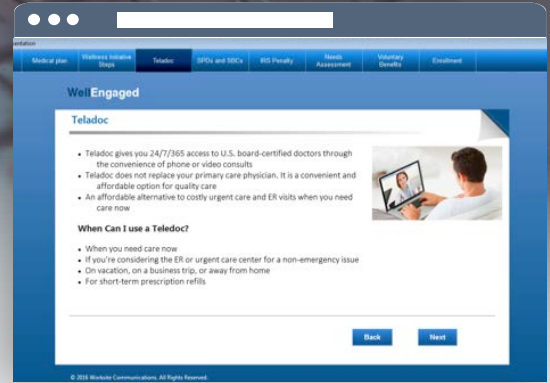 entation
Medical plan
Wellness Initiative
Steps
Teladoc
SPDs and SBCs
IRS Penalty
Needs
Assessment
Voluntary
Benefits
Enrollment
WellEngaged
Teladoc
• Teladoc gives you 24/7/365 access to U.S. board-certified doctors through
the convenience of phone or video consults
• Teladoc does not replace your primary care physician. It is a convenient and
affordable option for quality care
• An affordable alternative to costly urgent care and ER visits when you need
care now
When Can I use a Teledoc?
• When you need care now
• If you're considering the ER or urgent care center for a non-emergency issue
• On vacation, on a business trip, or away from home
• For short-term prescription refills
Back
Next
© 2016 Worksite Communications. All Rights Reserved.